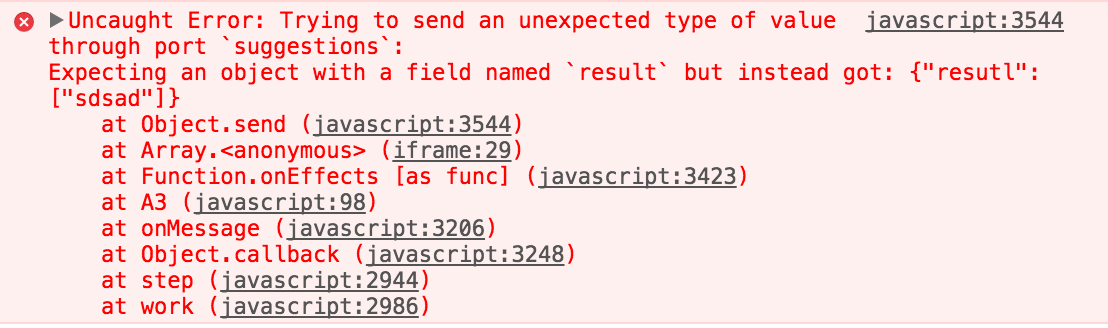 ▶Uncaught Error: Trying to send an unexpected type of value javascript:3544
through port `suggestions`:
Expecting an object with a field named `result` but instead got: {"resutl":
["sdsad"]}
at Object.send (javascript:3544)
at Array.<anonymous> (iframe:29)
at Function.onEffects [as func] (javascript:3423)
at A3 (javascript:98)
at onMessage (javascript:3206)
at Object.callback (javascript:3248)
at step (javascript:2944)
at work (javascript:2986)